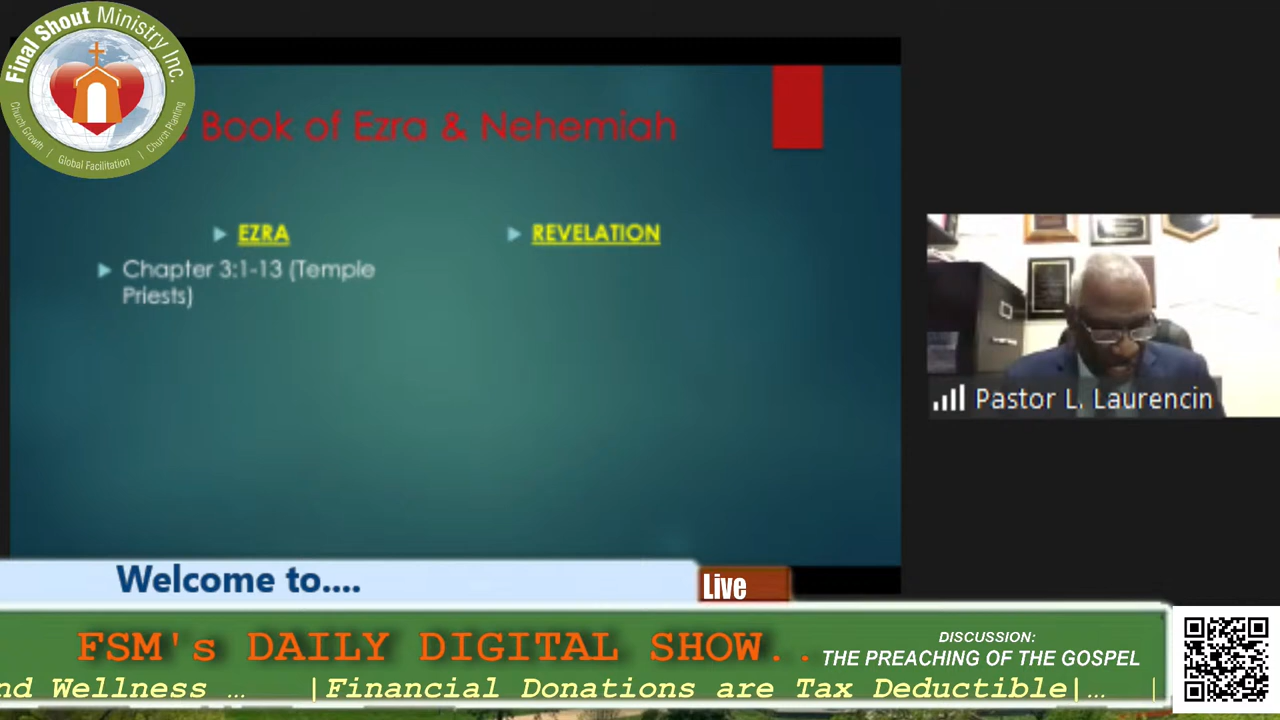 Final Shout Ministry Inc.
Church Growth | Global Facilitation | Church Planting
Book of Ezra & Nehemiah
EZRA
REVELATION
Chapter 3:1-13 (Temple
Priests)
Pastor L. Laurencin
Welcome to....
Live
FSM's DAILY DIGITAL SHOW..
DISCUSSION:
THE PREACHING OF THE GOSPEL
nd Wellness … |Financial Donations are Tax Deductible|… |